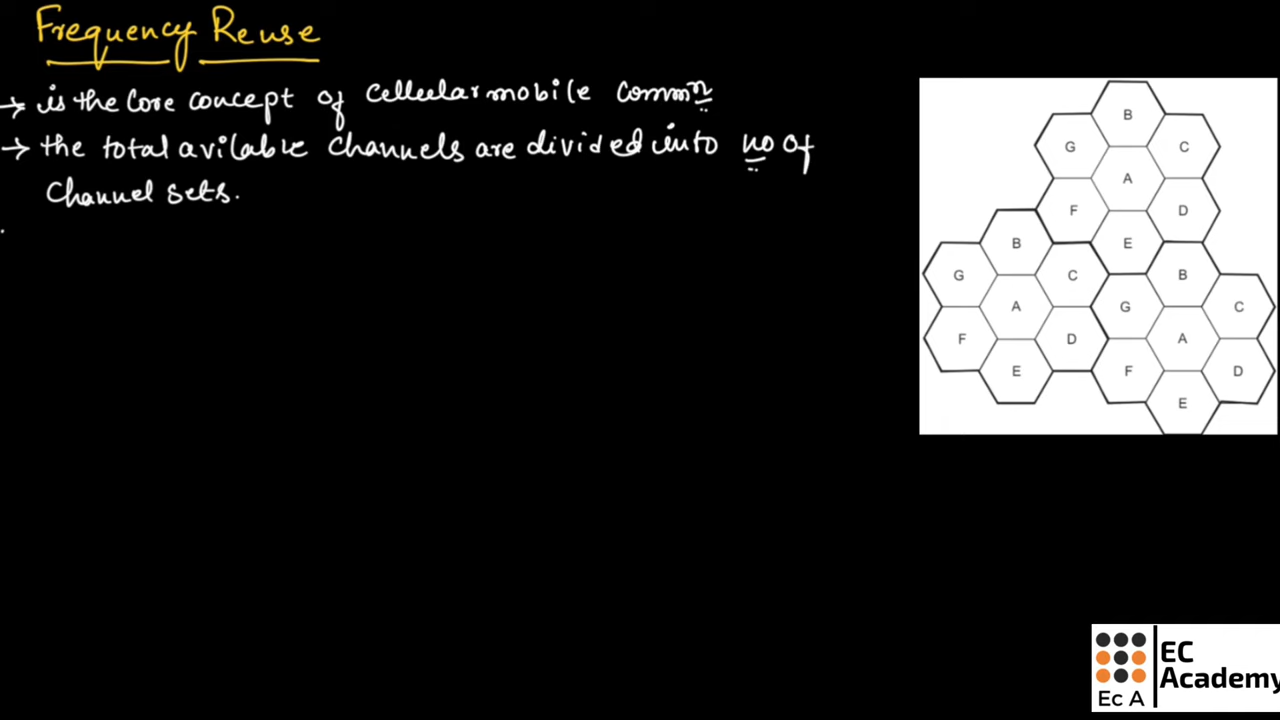 Frequency Reuse
→ is the Core concept of cellular mobile commn
→ the total avilable channels are divided into no of
Channel sets.
B
G
C
A
F
D
B
E
G
C
B
A
G
C
F
D
A
E
F
D
E
EC
Academy
Ec A